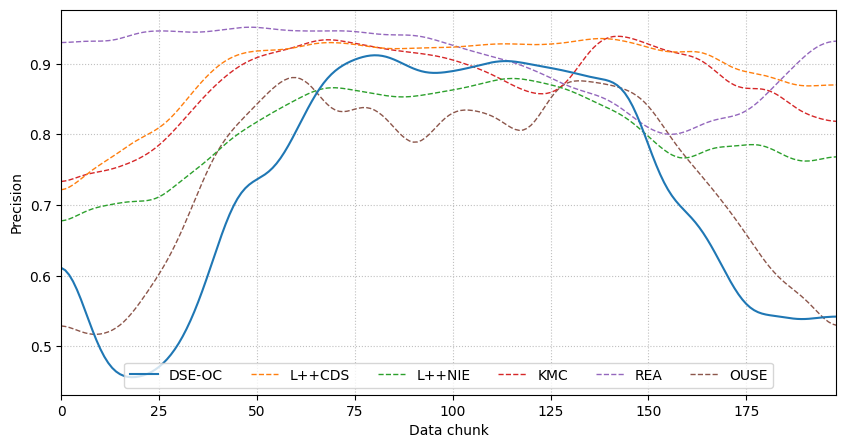 Precision
0.9
0.8
0.7
0.6
0.5
DSE-OC L++CDS L++NIE KMC REA OUSE
0 25 50 75 100 125 150 175
Data chunk